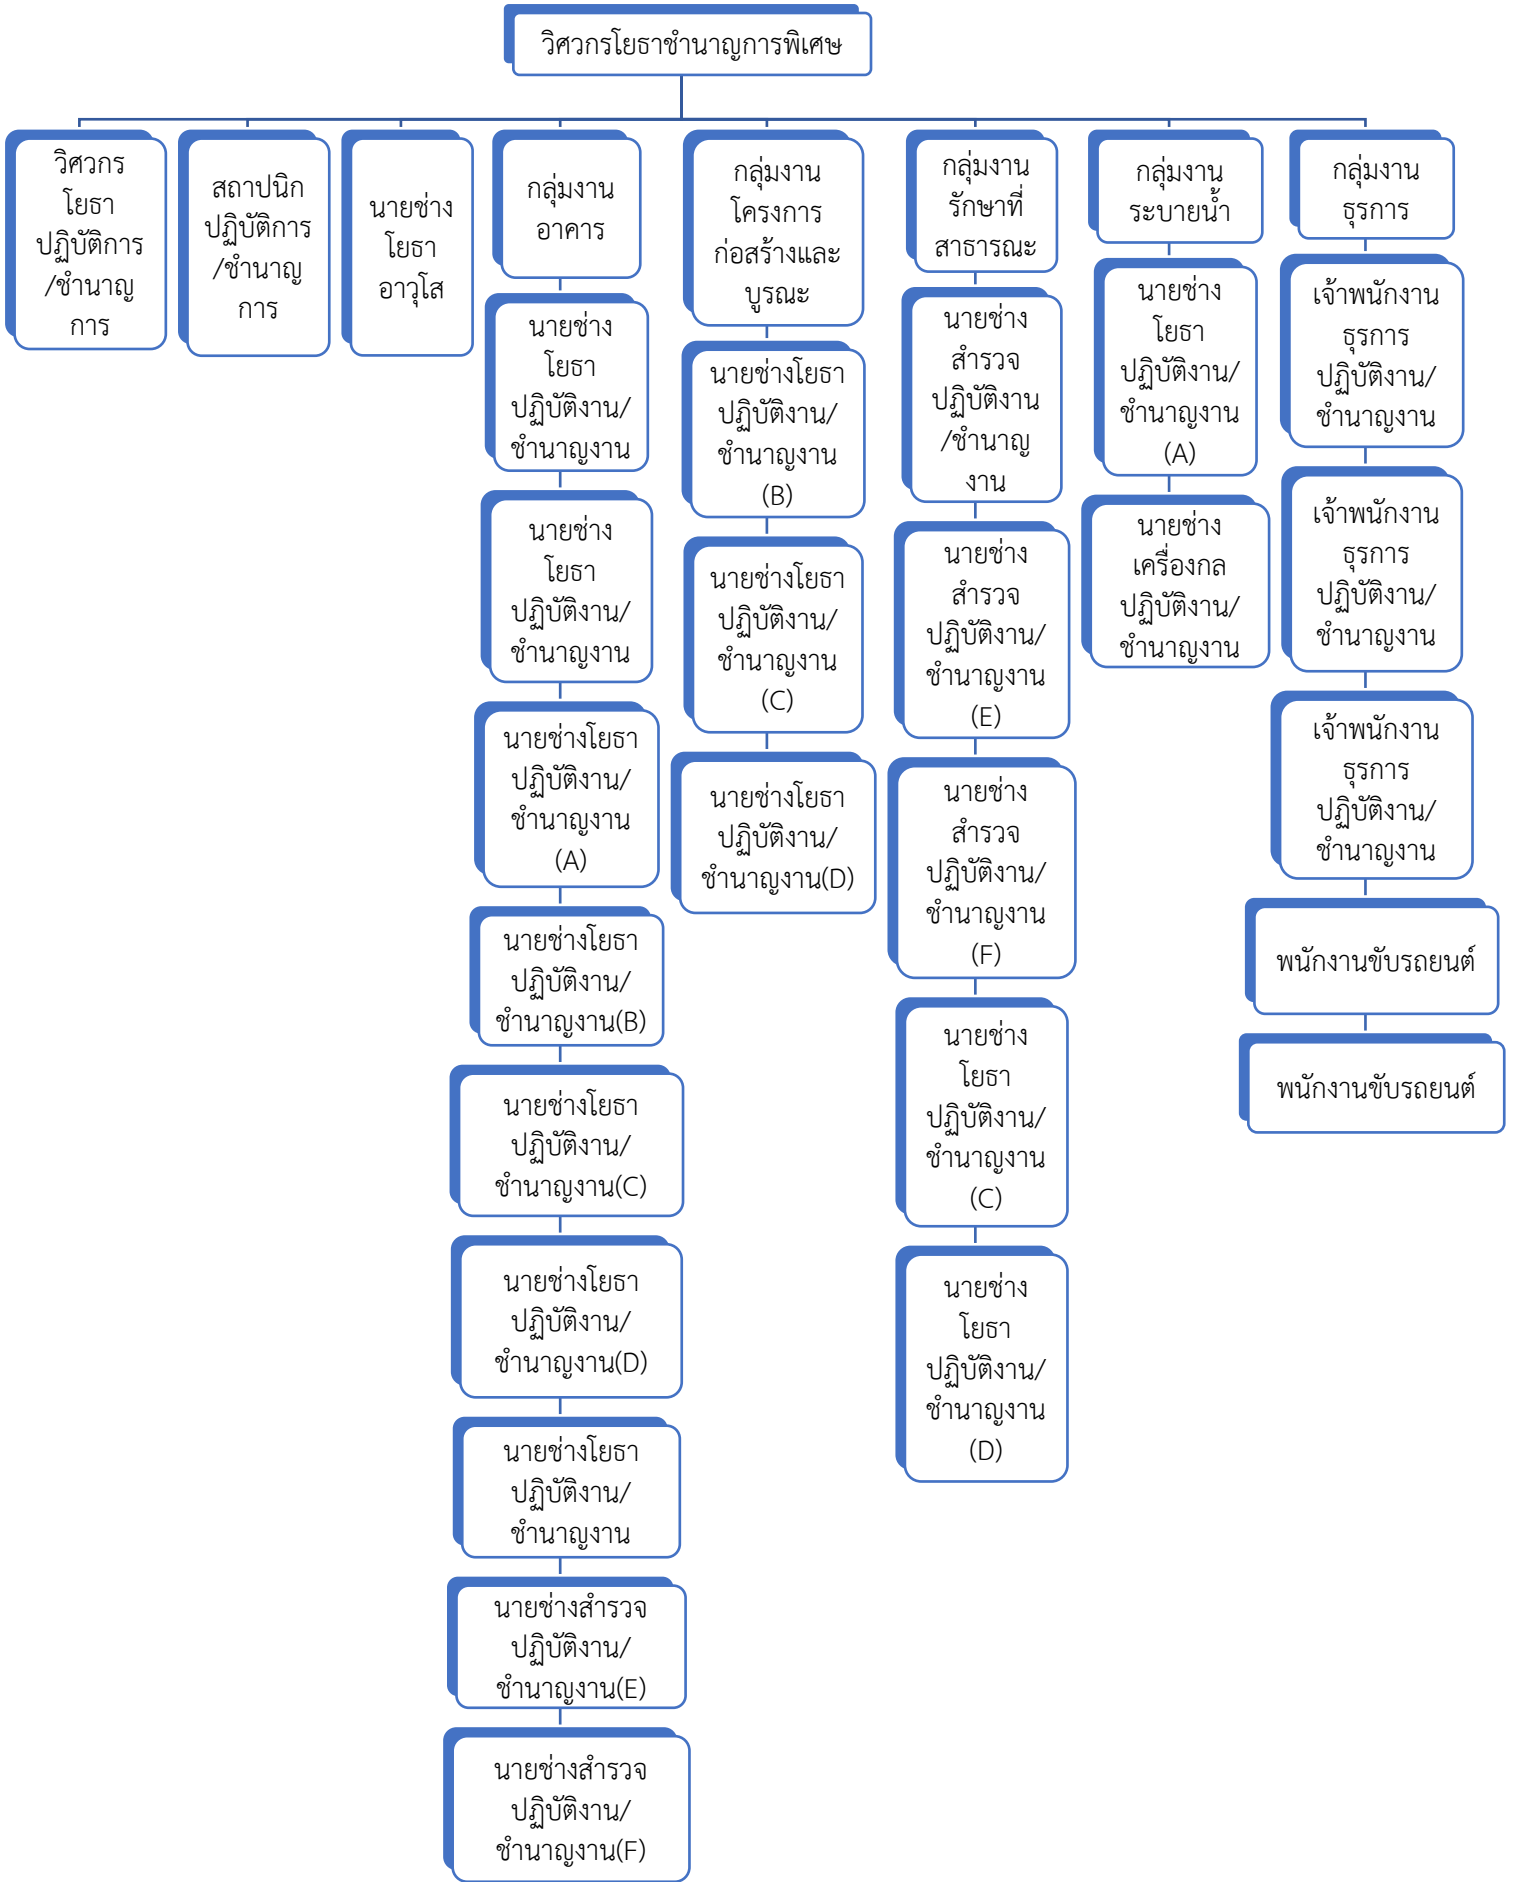 วิศวกรโยธาชำนาญการพิเศษ
วิศวกร
โยธา
ปฏิบัติการ
/ชำนาญ
การ
สถาปนิก
ปฏิบัติการ
/ชำนาญ
การ
นายช่าง
โยธา
อาวุโส
กลุ่มงาน
อาคาร
นายช่าง
โยธา
ปฏิบัติงาน/
ชำนาญงาน
นายช่าง
โยธา
ปฏิบัติงาน/
ชำนาญงาน
นายช่างโยธา
ปฏิบัติงาน/
ชำนาญงาน
(A)
นายช่างโยธา
ปฏิบัติงาน/
ชำนาญงาน(B)
นายช่างโยธา
ปฏิบัติงาน/
ชำนาญงาน(C)
นายช่างโยธา
ปฏิบัติงาน/
ชำนาญงาน(D)
นายช่างโยธา
ปฏิบัติงาน/
ชำนาญงาน
นายช่างสำรวจ
ปฏิบัติงาน/
ชำนาญงาน(E)
นายช่างสำรวจ
ปฏิบัติงาน/
ชำนาญงาน(F)
กลุ่มงาน
โครงการ
ก่อสร้างและ
บูรณะ
นายช่างโยธา
ปฏิบัติงาน/
ชำนาญงาน
(B)
นายช่างโยธา
ปฏิบัติงาน/
ชำนาญงาน
(C)
นายช่างโยธา
ปฏิบัติงาน/
ชำนาญงาน(D)
กลุ่มงาน
รักษาที่
สาธารณะ
นายช่าง
สำรวจ
ปฏิบัติงาน
/ชำนาญ
งาน
นายช่าง
สำรวจ
ปฏิบัติงาน/
ชำนาญงาน
(E)
นายช่าง
สำรวจ
ปฏิบัติงาน/
ชำนาญงาน
(F)
นายช่าง
โยธา
ปฏิบัติงาน/
ชำนาญงาน
(C)
นายช่าง
โยธา
ปฏิบัติงาน/
ชำนาญงาน
(D)
กลุ่มงาน
ระบายน้ำ
นายช่าง
โยธา
ปฏิบัติงาน/
ชำนาญงาน
(A)
นายช่าง
เครื่องกล
ปฏิบัติงาน/
ชำนาญงาน
กลุ่มงาน
ธุรการ
เจ้าพนักงาน
ธุรการ
ปฏิบัติงาน/
ชำนาญงาน
เจ้าพนักงาน
ธุรการ
ปฏิบัติงาน/
ชำนาญงาน
เจ้าพนักงาน
ธุรการ
ปฏิบัติงาน/
ชำนาญงาน
พนักงานขับรถยนต์
พนักงานขับรถยนต์